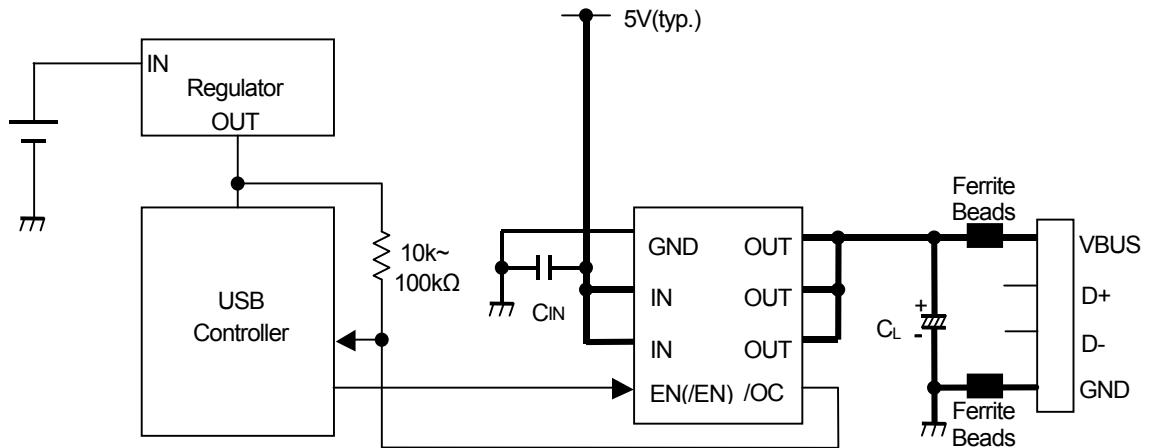 5V(typ.)
IN
Regulator
OUT
10k~
100kΩ
USB
Controller
CIN
GND OUT
IN OUT
IN OUT
EN(/EN) /OC
CL
+
-
Ferrite
Beads
VBUS
D+
D-
GND
Ferrite
Beads